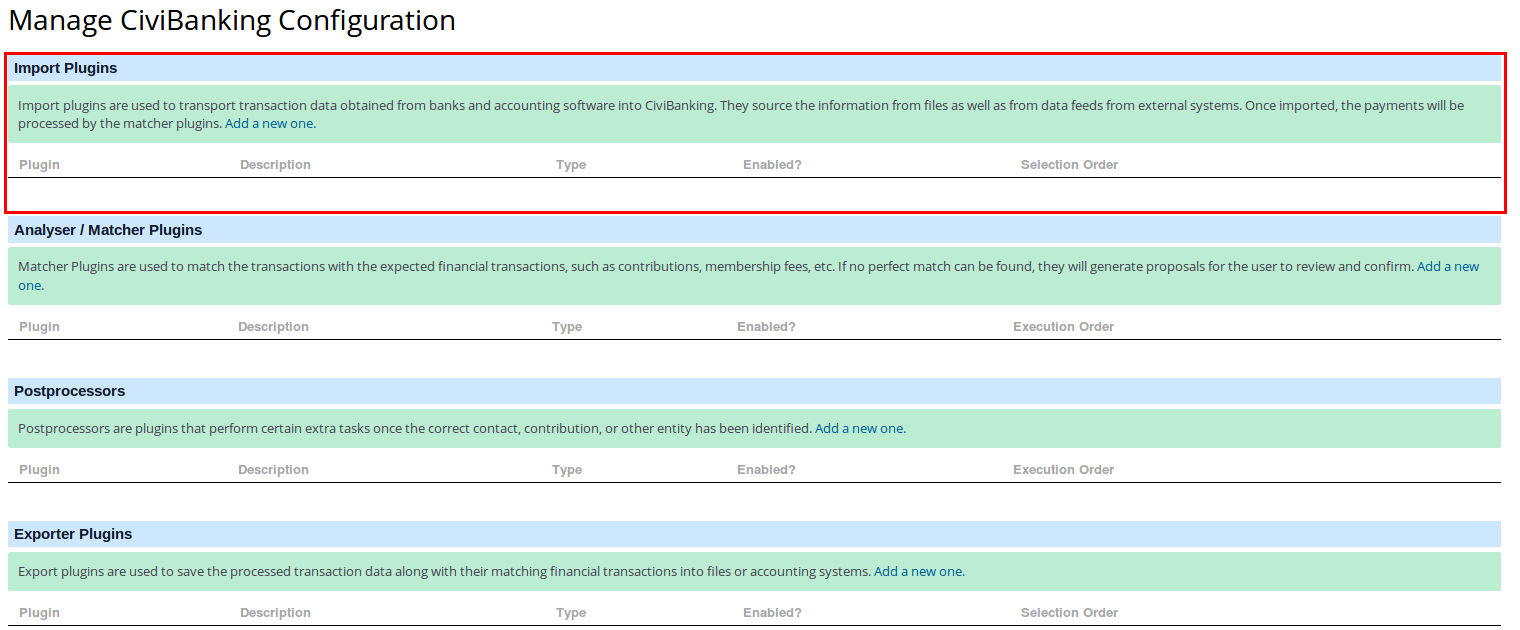 Manage CiviBanking Configuration
Import Plugins
Import plugins are used to transport transaction data obtained from banks and accounting software into CiviBanking. They source the information from files as well as from data feeds from external systems. Once imported, the payments will be
processed by the matcher plugins. Add a new one.
Plugin Description Type Enabled? Selection Order
Analyser / Matcher Plugins
Matcher Plugins are used to match the transactions with the expected financial transactions, such as contributions, membership fees, etc. If no perfect match can be found, they will generate proposals for the user to review and confirm. Add a new
one.
Plugin Description Type Enabled? Execution Order
Postprocessors
Postprocessors are plugins that perform certain extra tasks once the correct contact, contribution, or other entity has been identified. Add a new one.
Plugin Description Type Enabled? Execution Order
Exporter Plugins
Export plugins are used to save the processed transaction data along with their matching financial transactions into files or accounting systems. Add a new one.
Plugin Description Type Enabled? Selection Order